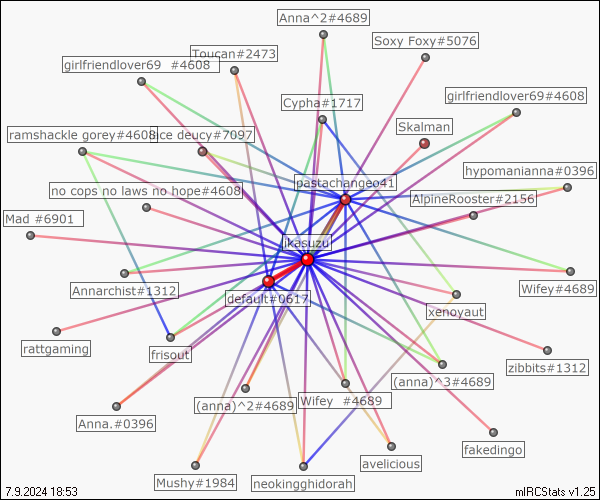 Anna^2#4689
Soxy Foxy#5076
Toucan#2473
girlfriendlover69 #4608
Cypha#1717
girlfriendlover69#4608
Skalman
ramshackle gorey#4608
ice deucy#7097
hypomanianna#0396
pastachangeo41
no cops no laws no hope#4608
AlpineRooster#2156
Mad #6901
jkasuzu
Annarchist#1312
Wifey#4689
default#0617
xenoyaut
rattgaming
frisout
zibbits#1312
(anna)^3#4689
(anna)^2#4689
Wifey #4689
Anna,#0396
fakedingo
avelicious
Mushy#1984
neokingghidorah
7.9.2024 18:53
mIRCStats v1.25